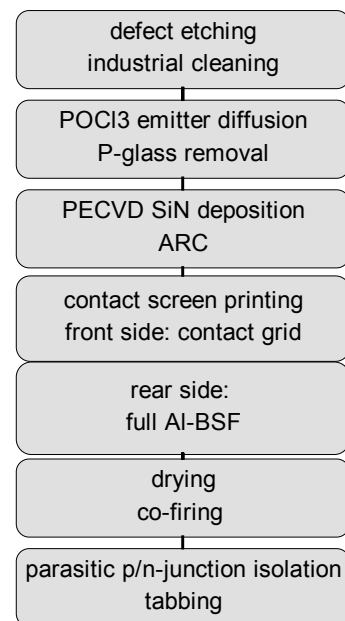 defect etching
industrial cleaning
POCl3 emitter diffusion
P-glass removal
PECVD SiN deposition
ARC
contact screen printing
front side: contact grid
rear side:
full Al-BSF
drying
co-firing
parasitic p/n-junction isolation
tabbing